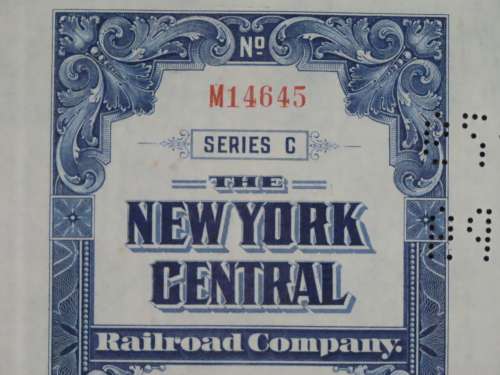 No
M14645
SERIES C
THE
NEW YORK
CENTRAL
Railroad Company.